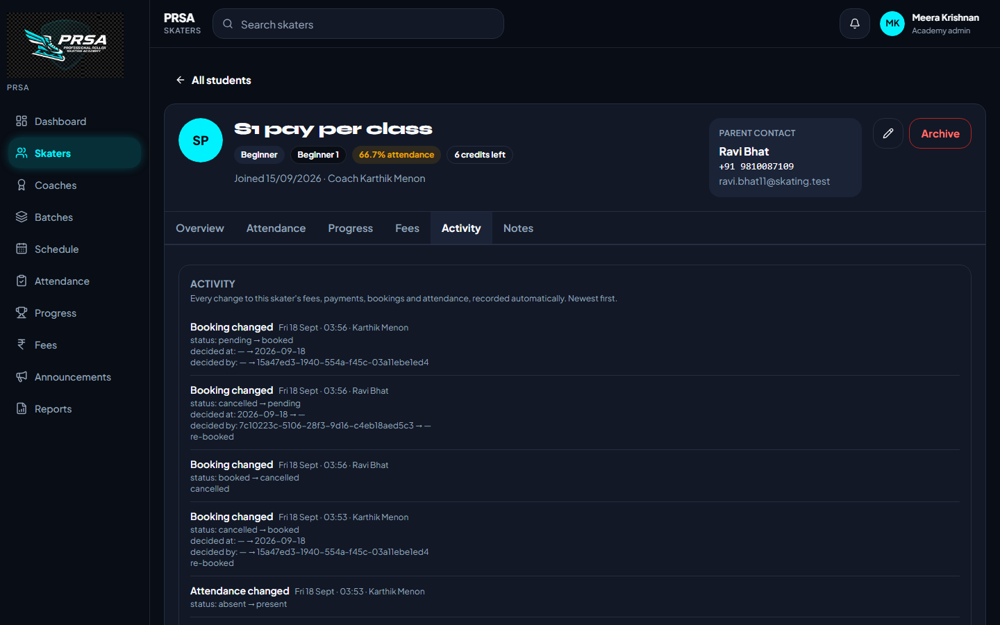 PRSA
PROFESSIONAL ROLLER
SKATING ACADEMY
PRSA
Dashboard
Skaters
Coaches
Batches
Schedule
Attendance
Progress
Fees
Announcements
Reports
PRSA
SKATERS
Search skaters
MK
Meera Krishnan
Academy admin
← All students
SP
S1 pay per class
Beginner
Beginner 1
66.7% attendance
6 credits left
Joined 15/09/2026 · Coach Karthik Menon
PARENT CONTACT
Ravi Bhat
+91 9810087109
ravi.bhat11@skating.test
Archive
Overview
Attendance
Progress
Fees
Activity
Notes
ACTIVITY
Every change to this skater's fees, payments, bookings and attendance, recorded automatically. Newest first.
Booking changed Fri 18 Sept · 03:56 · Karthik Menon
status: pending → booked
decided at: — → 2026-09-18
decided by: — → 15a47ed3-1940-554a-f45c-03a11ebe1ed4
Booking changed Fri 18 Sept · 03:56 · Ravi Bhat
status: cancelled → pending
decided at: 2026-09-18 → —
decided by: 7c10223c-5106-28f3-9d16-c4eb18aed5c3 → —
re-booked
Booking changed Fri 18 Sept · 03:56 · Ravi Bhat
status: booked → cancelled
cancelled
Booking changed Fri 18 Sept · 03:53 · Karthik Menon
status: cancelled → booked
decided at: — → 2026-09-18
decided by: — → 15a47ed3-1940-554a-f45c-03a11ebe1ed4
re-booked
Attendance changed Fri 18 Sept · 03:53 · Karthik Menon
status: absent → present